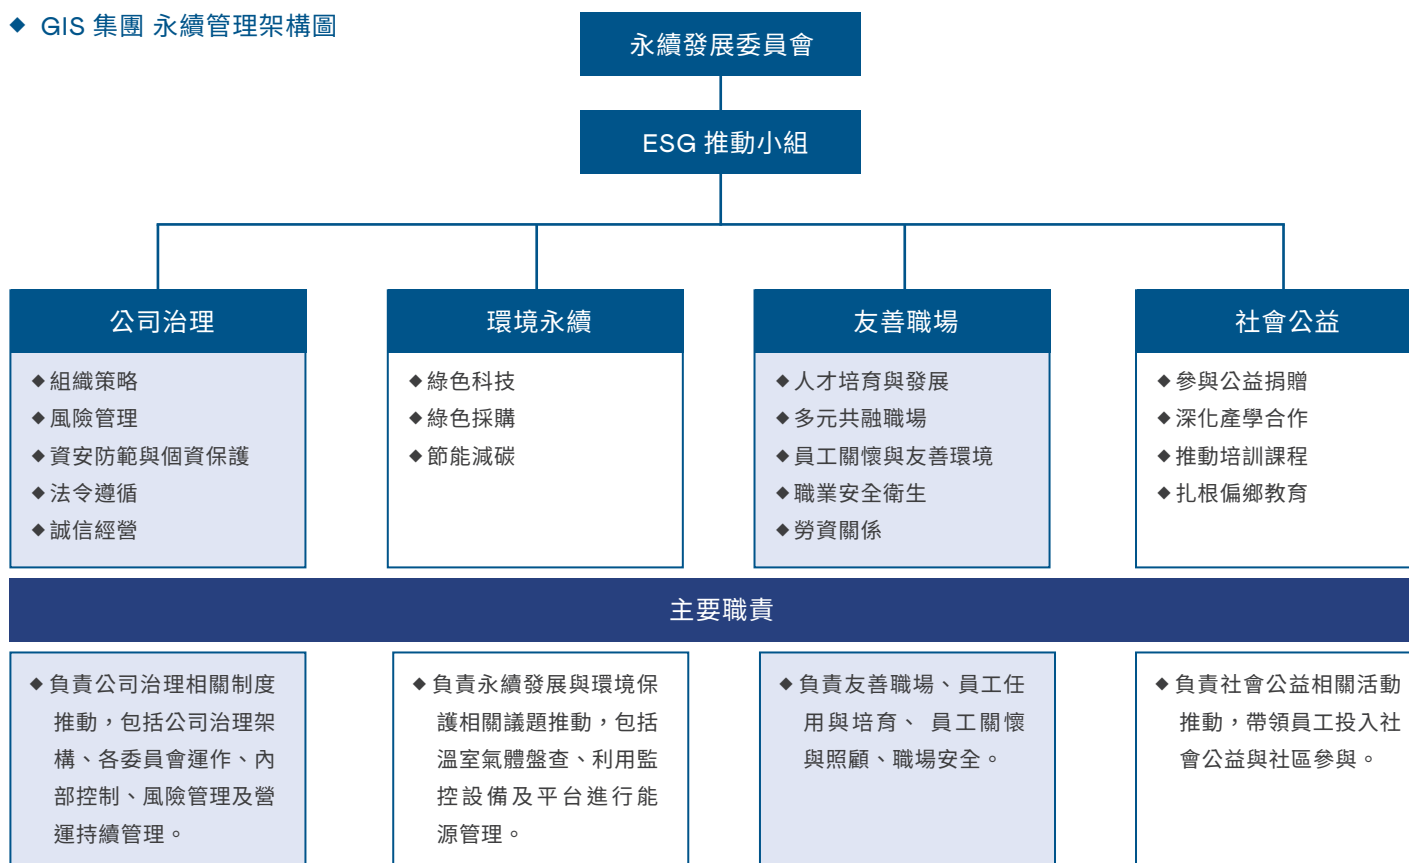 ◆ GIS 集團 永續管理架構圖
永續發展委員會
ESG 推動小組
公司治理
◆組織策略
◆風險管理
◆資安防範與個資保護
◆法令遵循
◆誠信經營
環境永續
◆綠色科技
◆綠色採購
◆節能減碳
友善職場
◆人才培育與發展
◆多元共融職場
◆員工關懷與友善環境
◆職業安全衛生
◆勞資關係
社會公益
◆參與公益捐贈
◆深化產學合作
◆推動培訓課程
◆扎根偏鄉教育
主要職責
◆負責公司治理相關制度
推動，包括公司治理架
構、各委員會運作、內
部控制、風險管理及營
運持續管理。
◆負責永續發展與環境保
護相關議題推動，包括
溫室氣體盤查、利用監
控設備及平台進行能
源管理。
◆負責友善職場、員工任
用與培育、 員工關懷
與照顧、職場安全。
◆負責社會公益相關活動
推動，帶領員工投入社
會公益與社區參與。